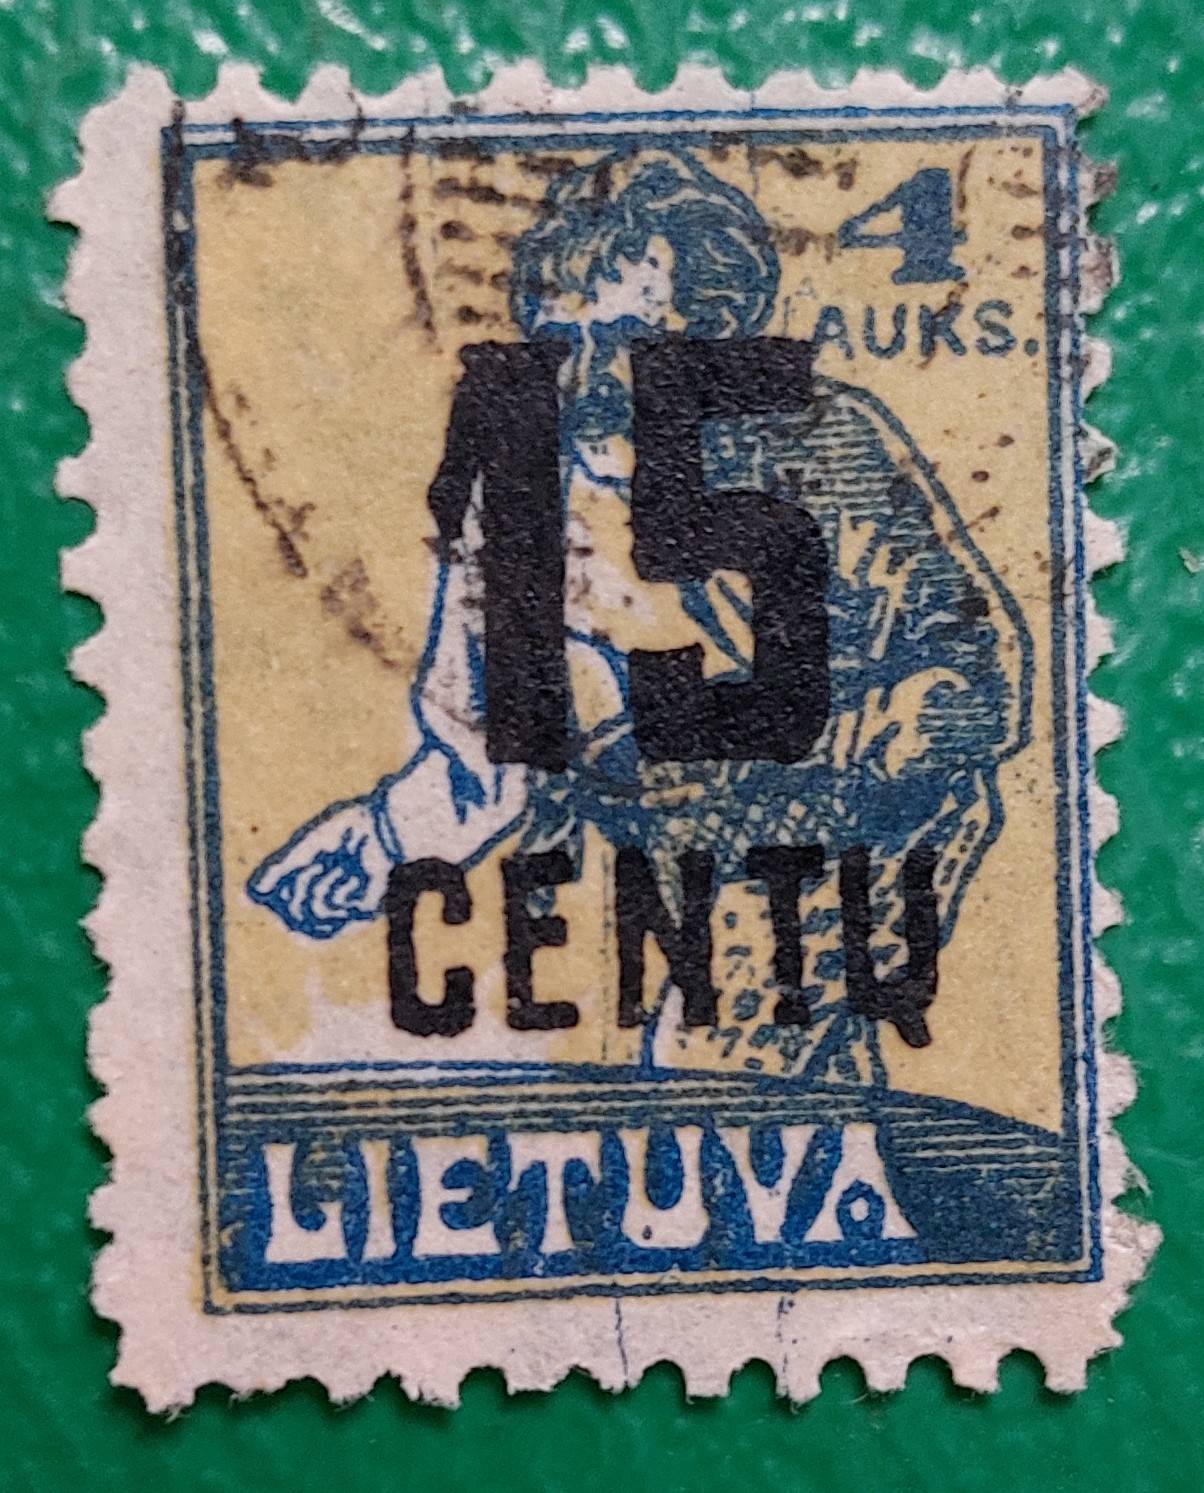 4
AUKS.
15
CENTŲ
LIETUVA